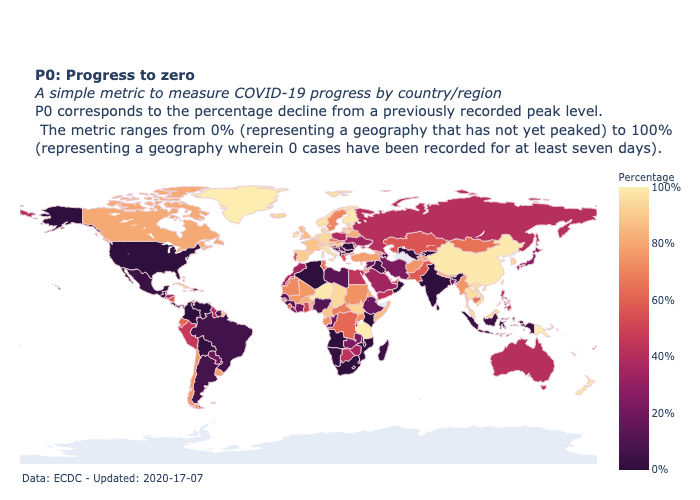 P0: Progress to zero
A simple metric to measure COVID-19 progress by country/region
P0 corresponds to the percentage decline from a previously recorded peak level.
The metric ranges from 0% (representing a geography that has not yet peaked) to 100%
(representing a geography wherein 0 cases have been recorded for at least seven days).
Percentage
100%
80%
60%
40%
20%
0%
Data: ECDC - Updated: 2020-17-07